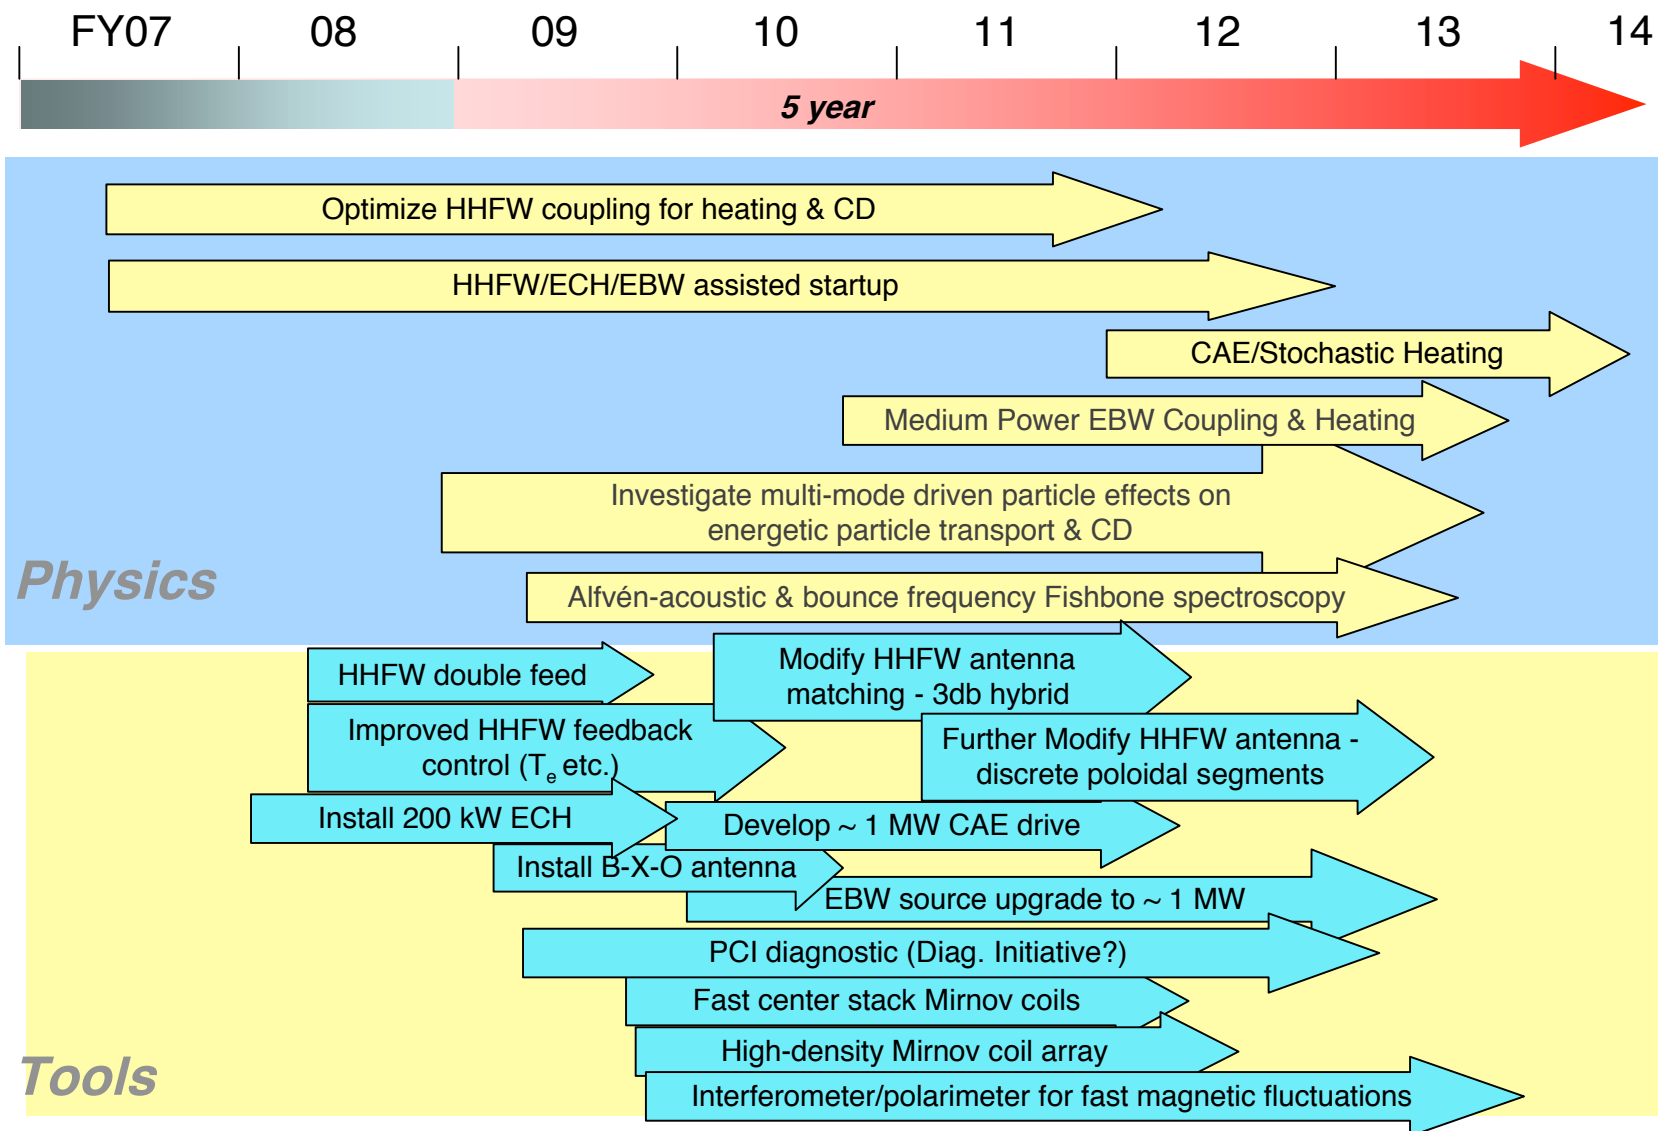 FY07 08 09 10 11 12 13 14
5 year
Optimize HHFW coupling for heating & CD
HHFW/ECH/EBW assisted startup
CAE/Stochastic Heating
Medium Power EBW Coupling & Heating
Investigate multi-mode driven particle effects on
energetic particle transport & CD
Physics
Alfvén-acoustic & bounce frequency Fishbone spectroscopy
HHFW double feed
Modify HHFW antenna
matching - 3db hybrid
Improved HHFW feedback
control (Te etc.)
Further Modify HHFW antenna -
discrete poloidal segments
Install 200 kW ECH
Develop ~ 1 MW CAE drive
Install B-X-O antenna
EBW source upgrade to ~ 1 MW
PCI diagnostic (Diag. Initiative?)
Fast center stack Mirnov coils
High-density Mirnov coil array
Tools
Interferometer/polarimeter for fast magnetic fluctuations